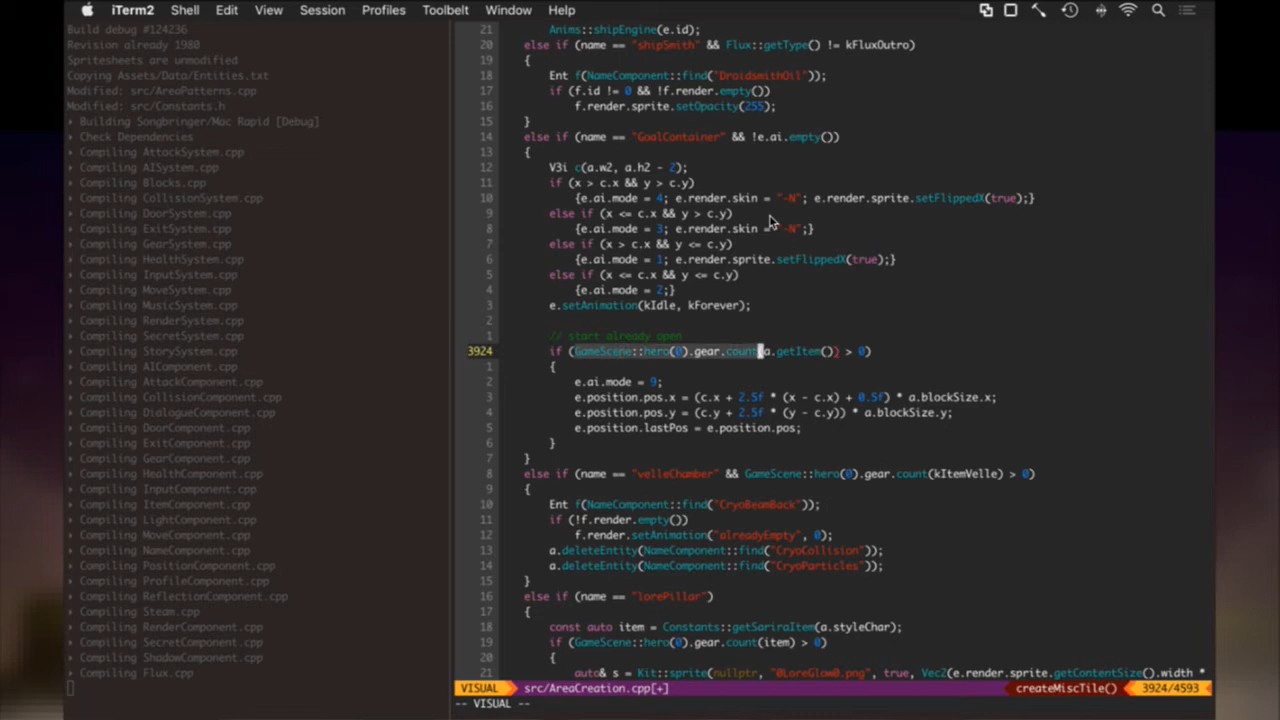 iTerm2 Shell Edit View Session Profiles Toolbelt Window Help
Build debug #124236
Revision already 1980
Spritesheets are unmodified
Copying Assets/Data/Entities.txt
Modified: src/AreaPatterns.cpp
Modified: src/Constants.h
Building Songbringer/Mac Rapid [Debug]
Check Dependencies
Compiling AttackSystem.cpp
Compiling AISystem.cpp
Compiling Blocks.cpp
Compiling CollisionSystem.cpp
Compiling DoorSystem.cpp
Compiling ExitSystem.cpp
Compiling GearSystem.cpp
Compiling HealthSystem.cpp
Compiling InputSystem.cpp
Compiling MoveSystem.cpp
Compiling MusicSystem.cpp
Compiling RenderSystem.cpp
Compiling SecretSystem.cpp
Compiling StorySystem.cpp
Compiling AIComponent.cpp
Compiling AttackComponent.cpp
Compiling CollisionComponent.cpp
Compiling DialogueComponent.cpp
Compiling DoorComponent.cpp
Compiling ExitComponent.cpp
Compiling GearComponent.cpp
Compiling HealthComponent.cpp
Compiling InputComponent.cpp
Compiling ItemComponent.cpp
Compiling LightComponent.cpp
Compiling MoveComponent.cpp
Compiling NameComponent.cpp
Compiling PositionComponent.cpp
Compiling ProfileComponent.cpp
Compiling ReflectionComponent.cpp
Compiling Steam.cpp
Compiling RenderComponent.cpp
Compiling SecretComponent.cpp
Compiling ShadowComponent.cpp
Compiling Flux.cpp
21 Anims::shipEngine(e.id);
20 else if (name == "shipSmith" && Flux::getType() != kFluxOutro)
19 {
18 Ent f(NameComponent::find("DroidsmithOil"));
17 if (f.id != 0 && !f.render.empty())
16 f.render.sprite.setOpacity(255);
15 }
14 else if (name == "GoalContainer" && !e.ai.empty())
13 {
12 V3i c(a.w2, a.h2 - 2);
11 if (x > c.x && y > c.y)
10 {e.ai.mode = 4; e.render.skin = "-N"; e.render.sprite.setFlippedX(true);}
9 else if (x <= c.x && y > c.y)
8 {e.ai.mode = 3; e.render.skin = "-N";}
7 else if (x > c.x && y <= c.y)
6 {e.ai.mode = 1; e.render.sprite.setFlippedX(true);}
5 else if (x <= c.x && y <= c.y)
4 {e.ai.mode = 2;}
3 e.setAnimation(kIdle, kForever);
2
1 // start already open
3924 if (GameScene::hero(0).gear.count(a.getItem()) > 0)
1 {
2 e.ai.mode = 9;
3 e.position.pos.x = (c.x + 2.5f * (x - c.x) + 0.5f) * a.blockSize.x;
4 e.position.pos.y = (c.y + 2.5f * (y - c.y)) * a.blockSize.y;
5 e.position.lastPos = e.position.pos;
6 }
7 }
8 else if (name == "velleChamber" && GameScene::hero(0).gear.count(kItemVelle) > 0)
9 {
10 Ent f(NameComponent::find("CryoBeamBack"));
11 if (!f.render.empty())
12 f.render.setAnimation("alreadyEmpty", 0);
13 a.deleteEntity(NameComponent::find("CryoCollision"));
14 a.deleteEntity(NameComponent::find("CryoParticles"));
15 }
16 else if (name == "lorePillar")
17 {
18 const auto item = Constants::getSariraItem(a.styleChar);
19 if (GameScene::hero(0).gear.count(item) > 0)
20 {
21 auto& s = Kit::sprite(nullptr, "@LoreGlow0.png", true, Vec2(e.render.sprite.getContentSize().width *
VISUAL src/AreaCreation.cpp[+] createMiscTile() 3924/4593
-- VISUAL --